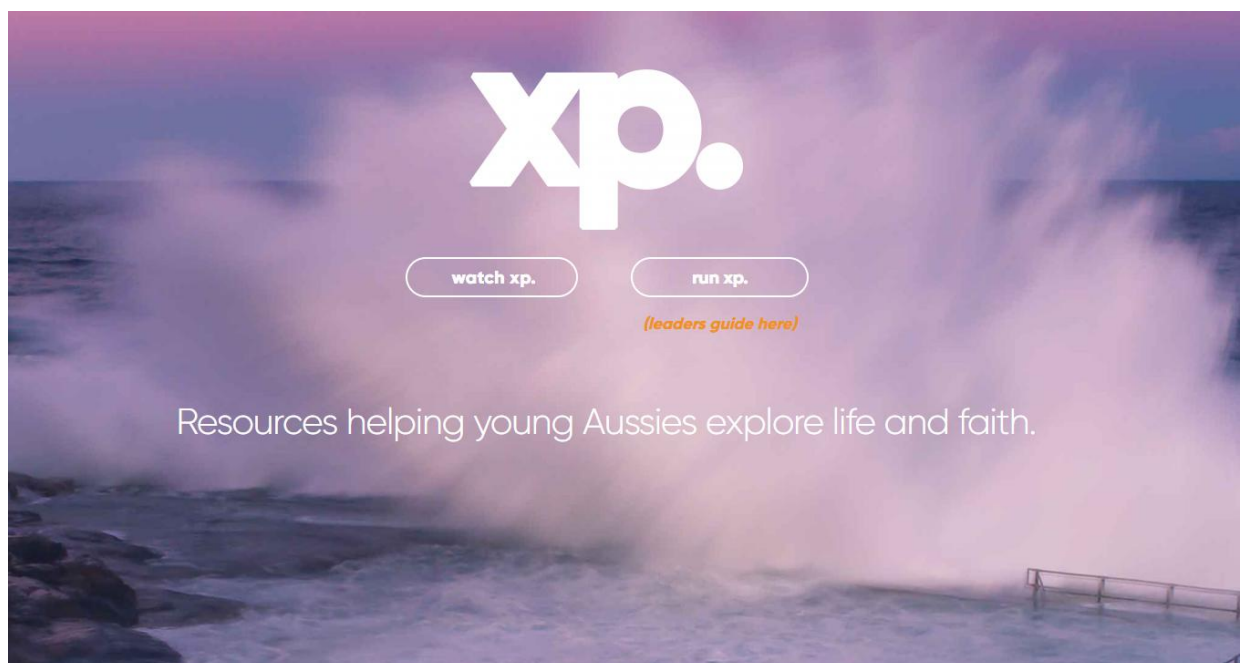 xp.
watch xp.
run xp.
(leaders guide here)
Resources helping young Aussies explore life and faith.